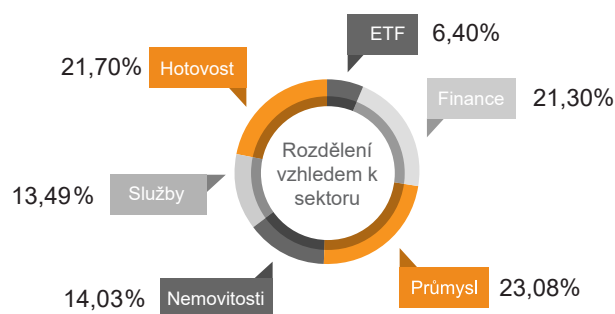 ETF 6,40%
21,70% Hotovost
Finance 21,30%
Rozdělení
vzhledem k
sektoru
13,49% Služby
Průmysl 23,08%
14,03% Nemovitosti